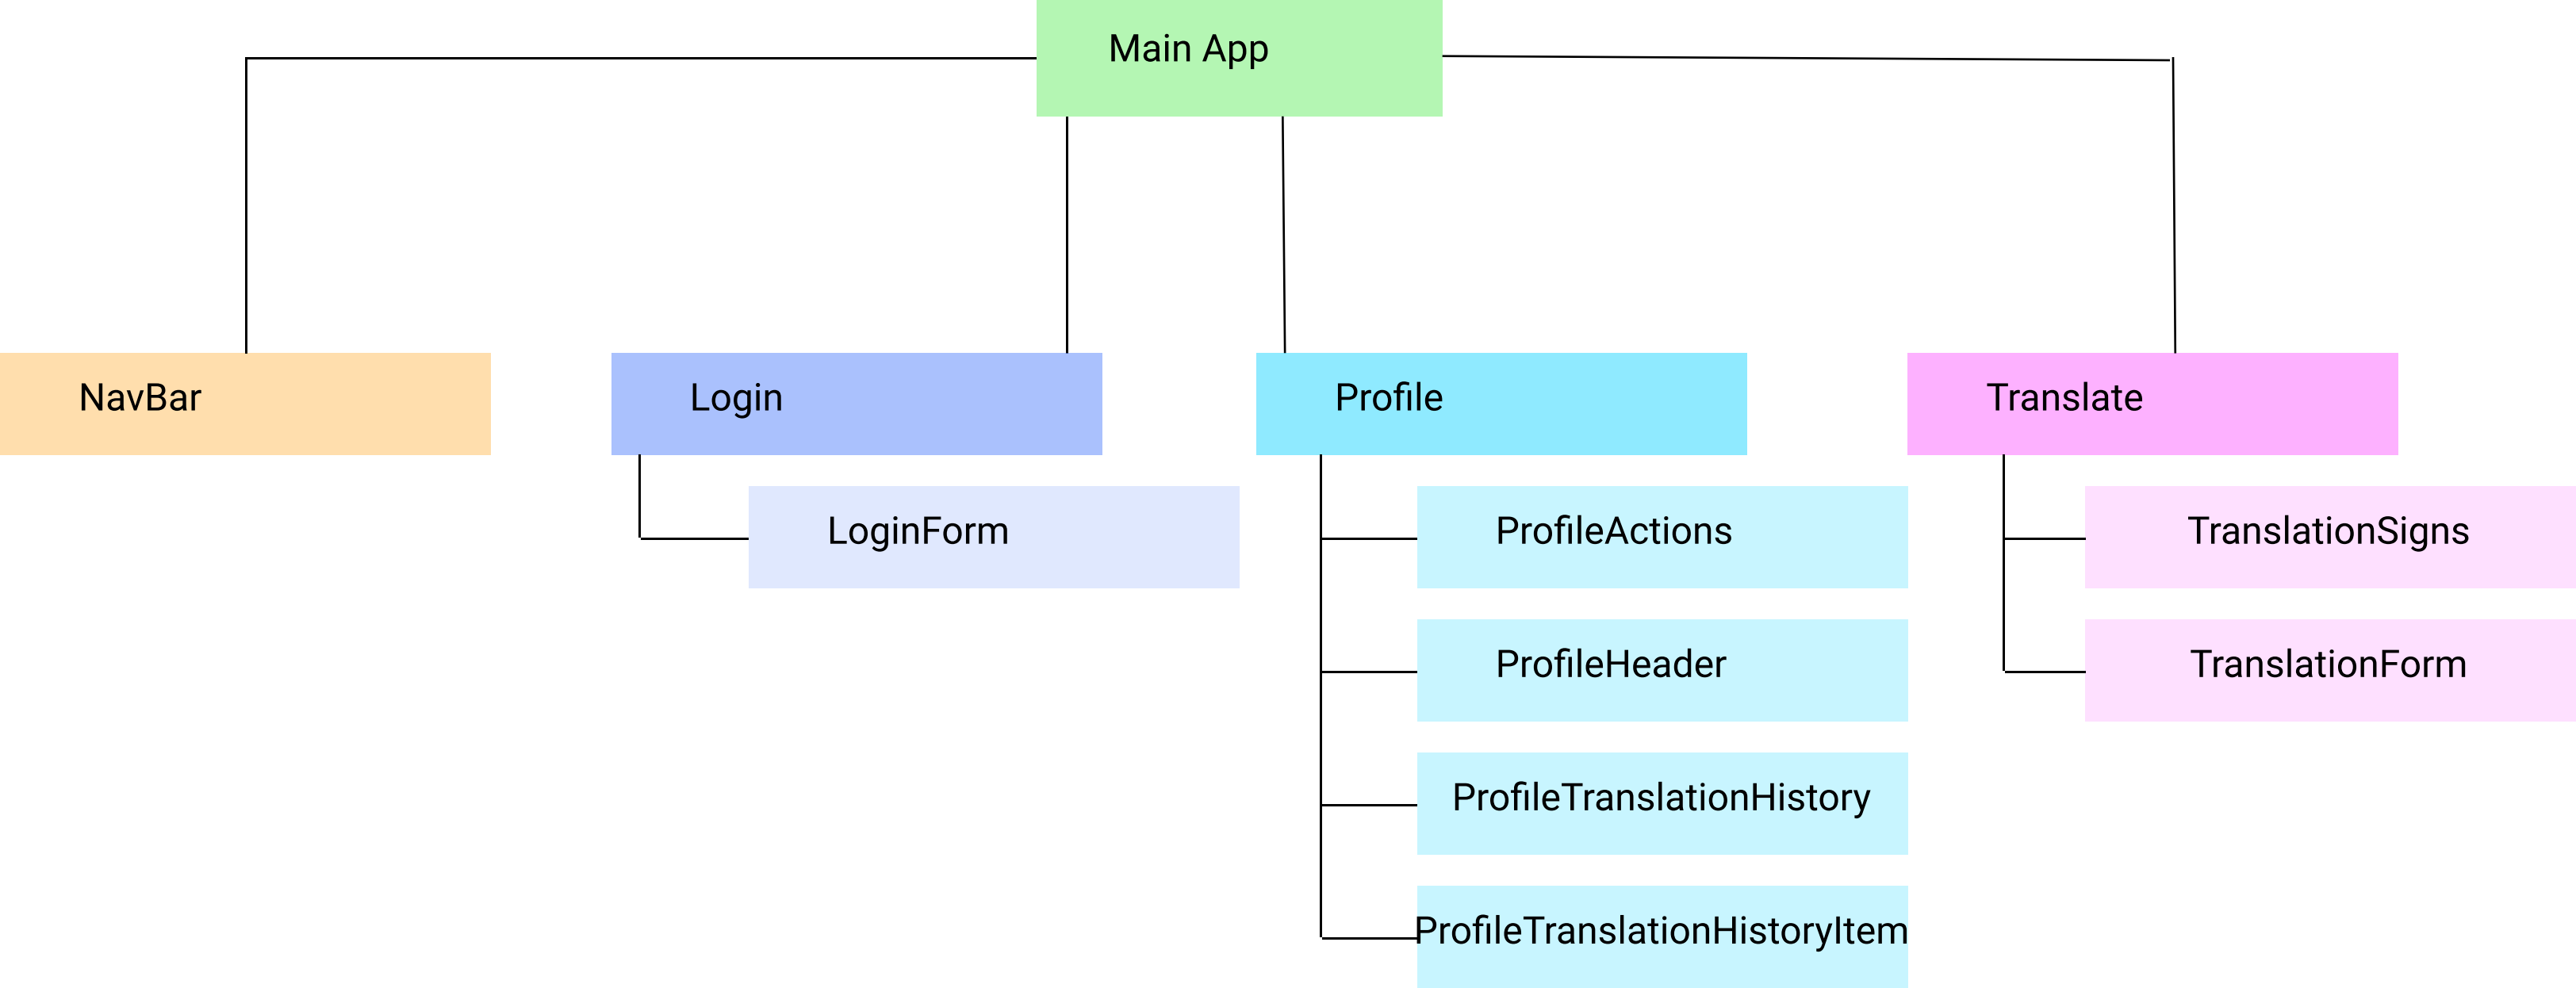 Main App
NavBar
Login
Profile
Translate
LoginForm
ProfileActions
TranslationSigns
ProfileHeader
TranslationForm
ProfileTranslationHistory
ProfileTranslationHistoryItem